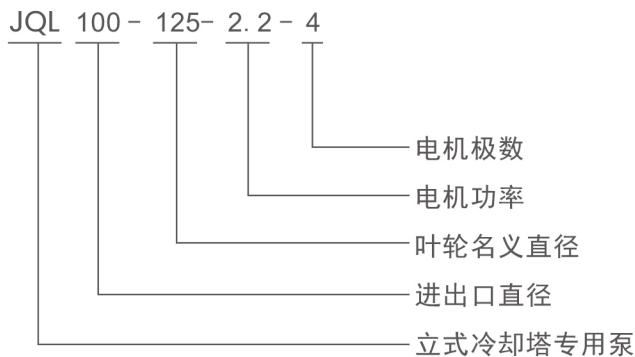 JQL 100 - 125- 2.2 - 4
电机极数
电机功率
叶轮名义直径
进出口直径
立式冷却塔专用泵